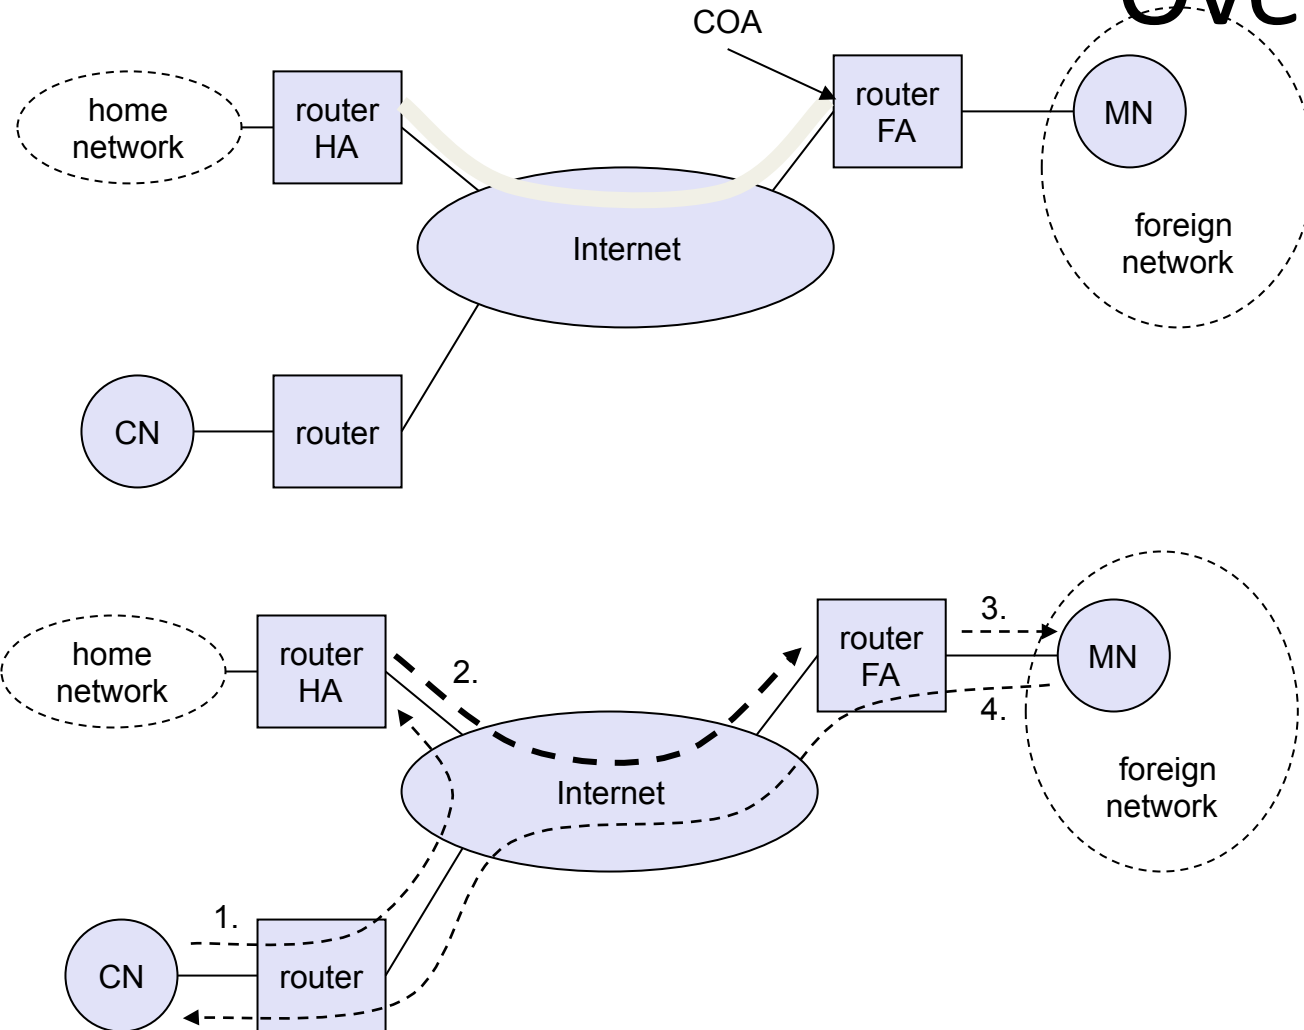 COA
home
network
router
HA
router
FA
MN
foreign
network
Internet
CN
router
home
network
router
HA
2.
router
FA
3.
MN
4.
foreign
network
Internet
1.
CN
router